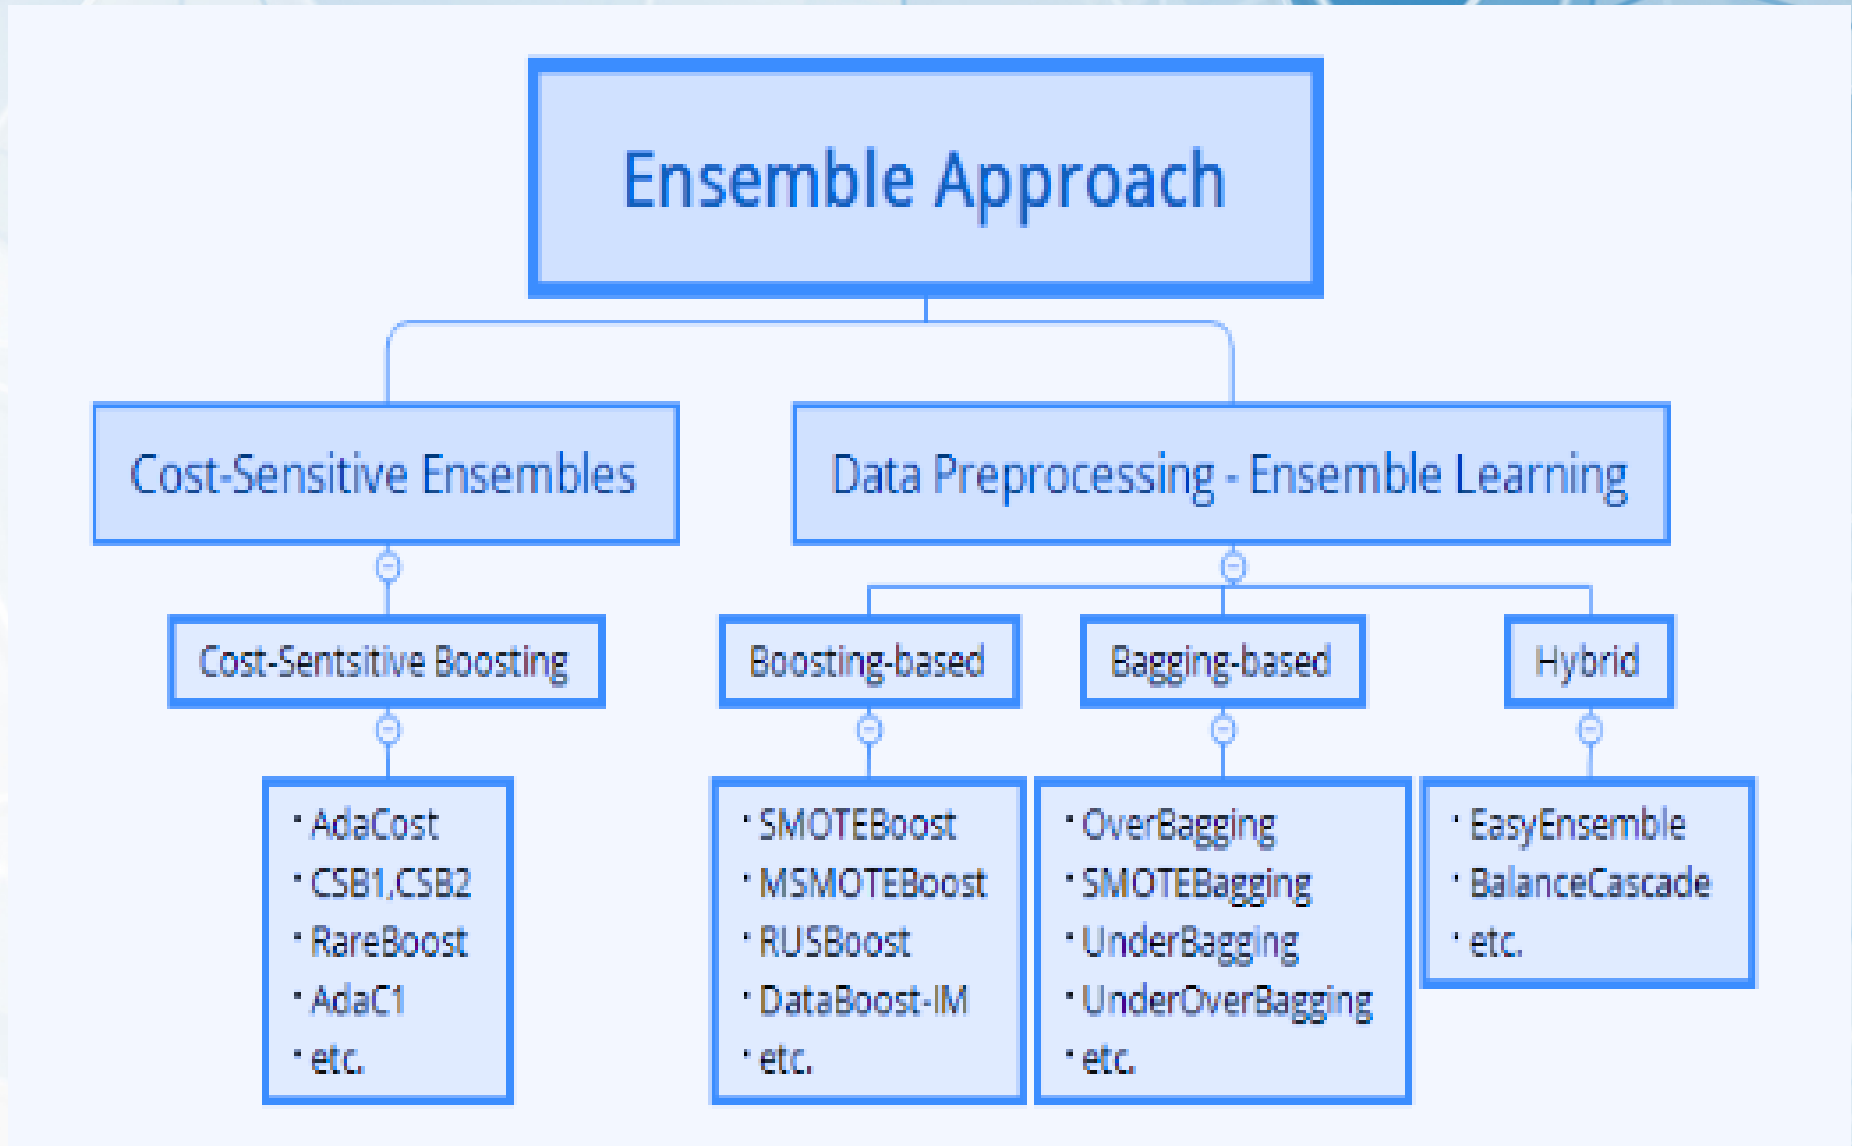 Ensemble Approach
Cost-Sensitive Ensembles
Data Preprocessing - Ensemble Learning
Cost-Sentsitive Boosting
Boosting-based
Bagging-based
Hybrid
· AdaCost
· CSB1,CSB2
· RareBoost
· AdaC1
· etc.
· SMOTEBoost
· MSMOTEBoost
· RUSBoost
· DataBoost-IM
· etc.
· OverBagging
· SMOTEBagging
· UnderBagging
· UnderOverBagging
· etc.
· EasyEnsemble
· BalanceCascade
· etc.